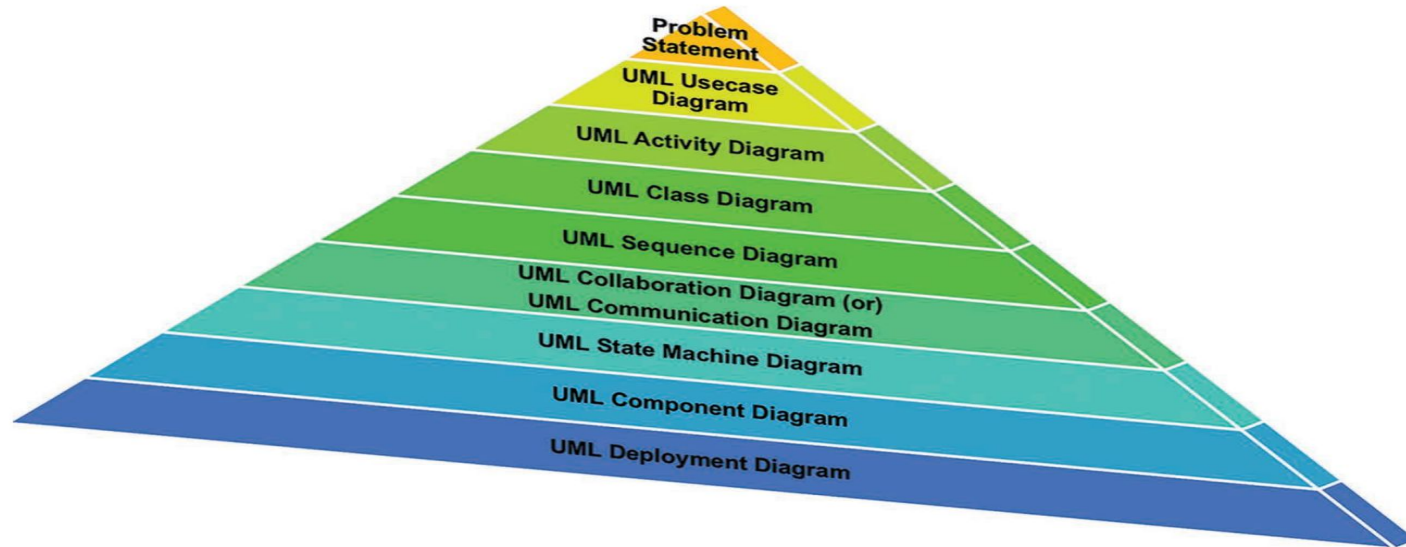 Problem
Statement
UML Usecase
Diagram
UML Activity Diagram
UML Class Diagram
UML Sequence Diagram
UML Collaboration Diagram (or)
UML Communication Diagram
UML State Machine Diagram
UML Component Diagram
UML Deployment Diagram